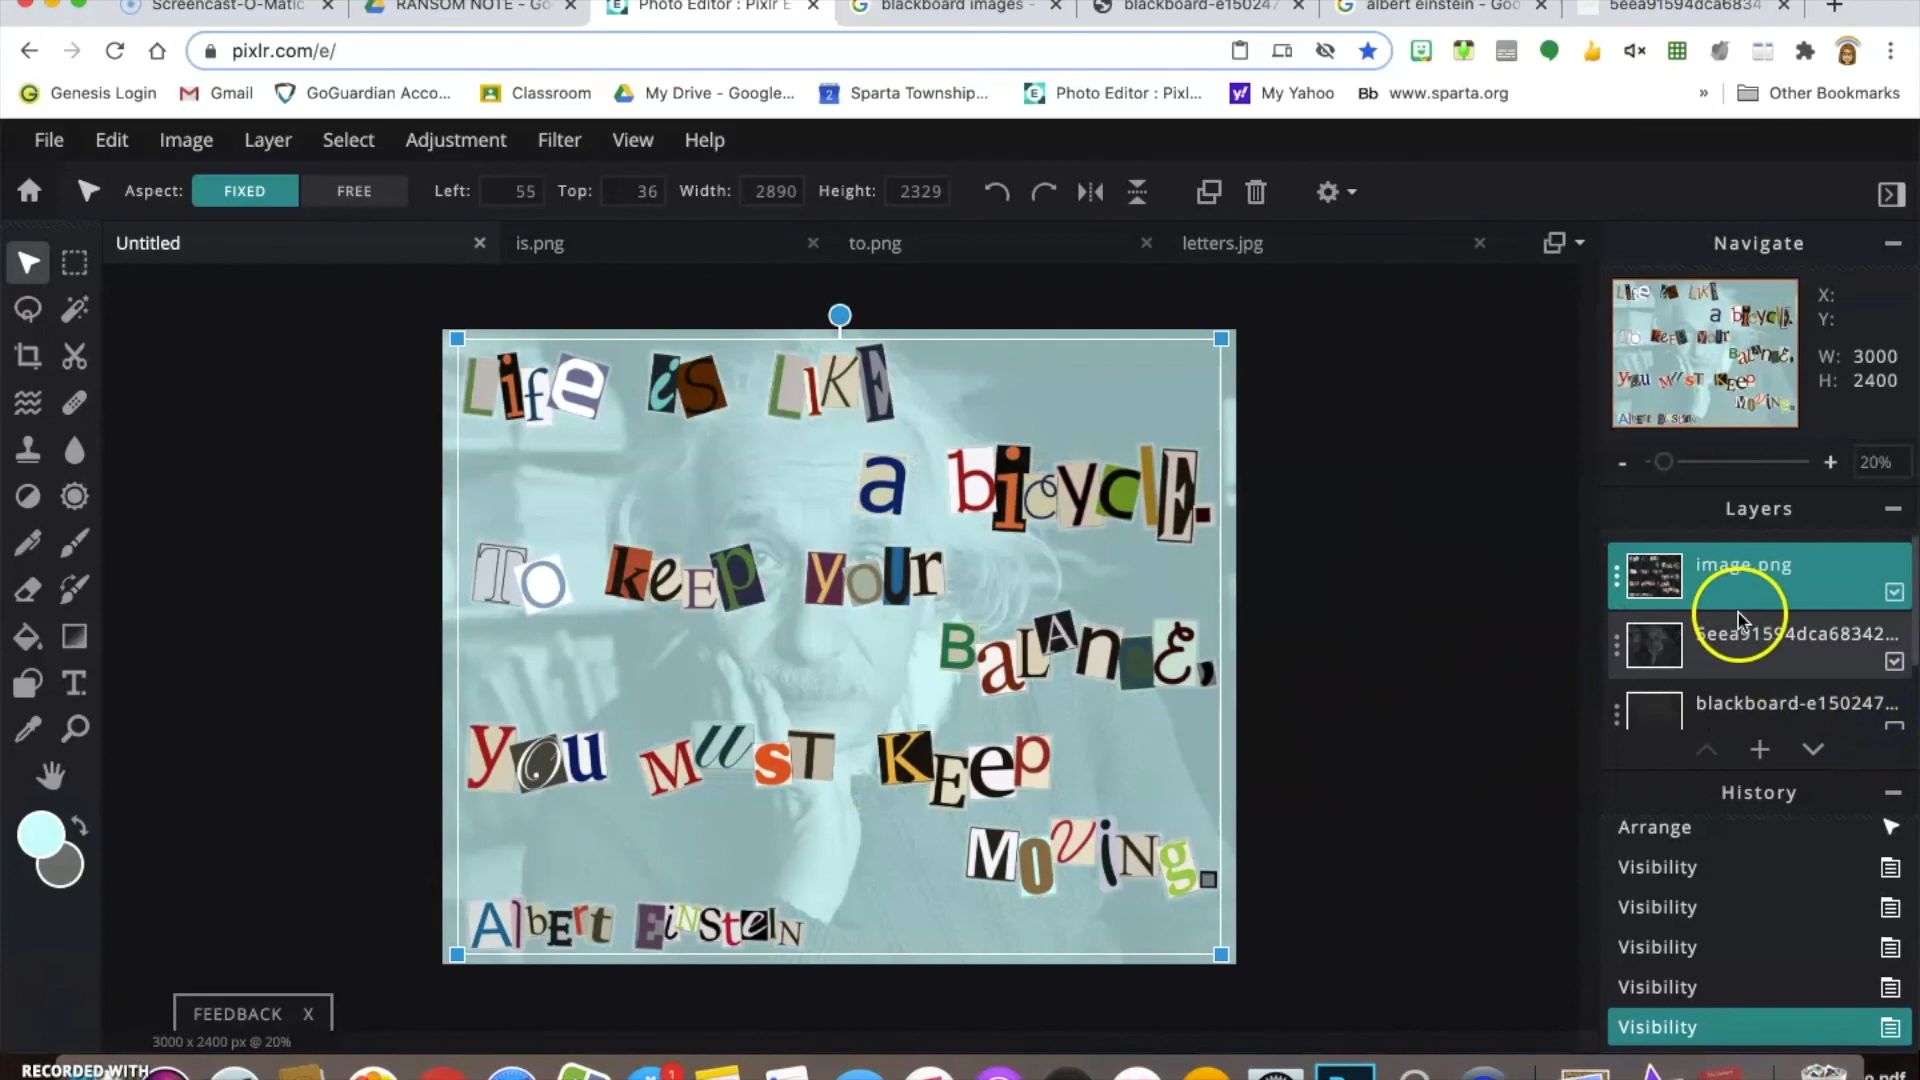 Screencast-O-Matic
RANSOM NOTE - Go
Photo Editor : Pixlr E
blackboard images -
blackboard-e150247
albert einstein - Goo
5eea91594dca6834
pixlr.com/e/
Genesis Login
Gmail
GoGuardian Acco...
Classroom
My Drive - Google...
Sparta Township...
Photo Editor : Pixl...
My Yahoo
Bb www.sparta.org
»
Other Bookmarks
File Edit Image Layer Select Adjustment Filter View Help
Aspect: FIXED FREE Left: 55 Top: 36 Width: 2890 Height: 2329
Untitled
is.png
to.png
letters.jpg
Navigate
X:
Y:
W: 3000
H: 2400
- + 20%
Layers
image.png
5eea91594dca68342...
blackboard-e150247...
History
Arrange
Visibility
Visibility
Visibility
Visibility
Visibility
Life is LIKE
a bicyclE.
To keEp your
BaLAncE,
you MUsT KEep
MOViNg.
AlbErt EiNSteIN
FEEDBACK X
3000 x 2400 px @ 20%
RECORDED WITH